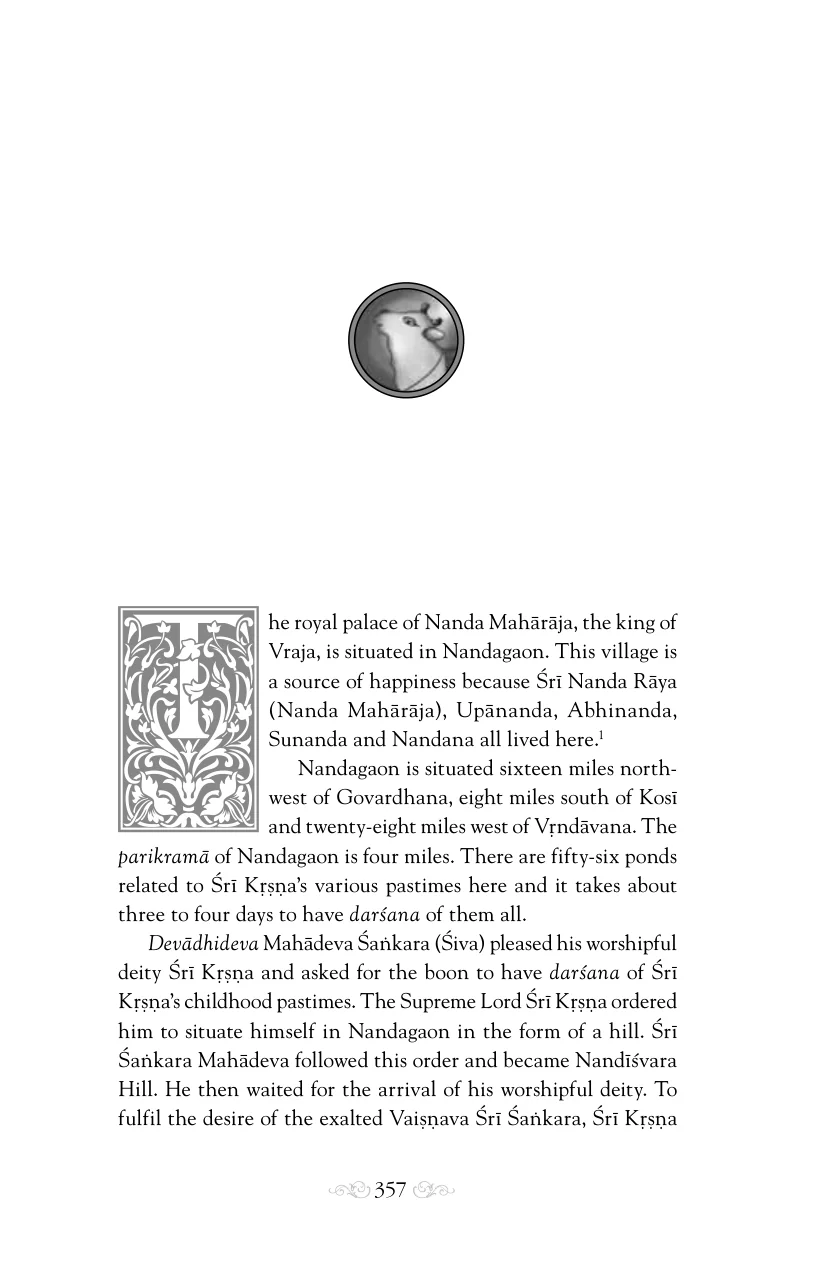 The royal palace of Nanda Mahārāja, the king of
Vraja, is situated in Nandagaon. This village is
a source of happiness because Śrī Nanda Rāya
(Nanda Mahārāja), Upānanda, Abhinanda,
Sunanda and Nandana all lived here.¹
Nandagaon is situated sixteen miles north-
west of Govardhana, eight miles south of Kosī
and twenty-eight miles west of Vṛndāvana. The
parikramā of Nandagaon is four miles. There are fifty-six ponds
related to Śrī Kṛṣṇa's various pastimes here and it takes about
three to four days to have darśana of them all.
Devādhideva Mahādeva Śaṅkara (Śiva) pleased his worshipful
deity Śrī Kṛṣṇa and asked for the boon to have darśana of Śrī
Kṛṣṇa's childhood pastimes. The Supreme Lord Śrī Kṛṣṇa ordered
him to situate himself in Nandagaon in the form of a hill. Śrī
Śaṅkara Mahādeva followed this order and became Nandīśvara
Hill. He then waited for the arrival of his worshipful deity. To
fulfil the desire of the exalted Vaiṣṇava Śrī Śaṅkara, Śrī Kṛṣṇa
357